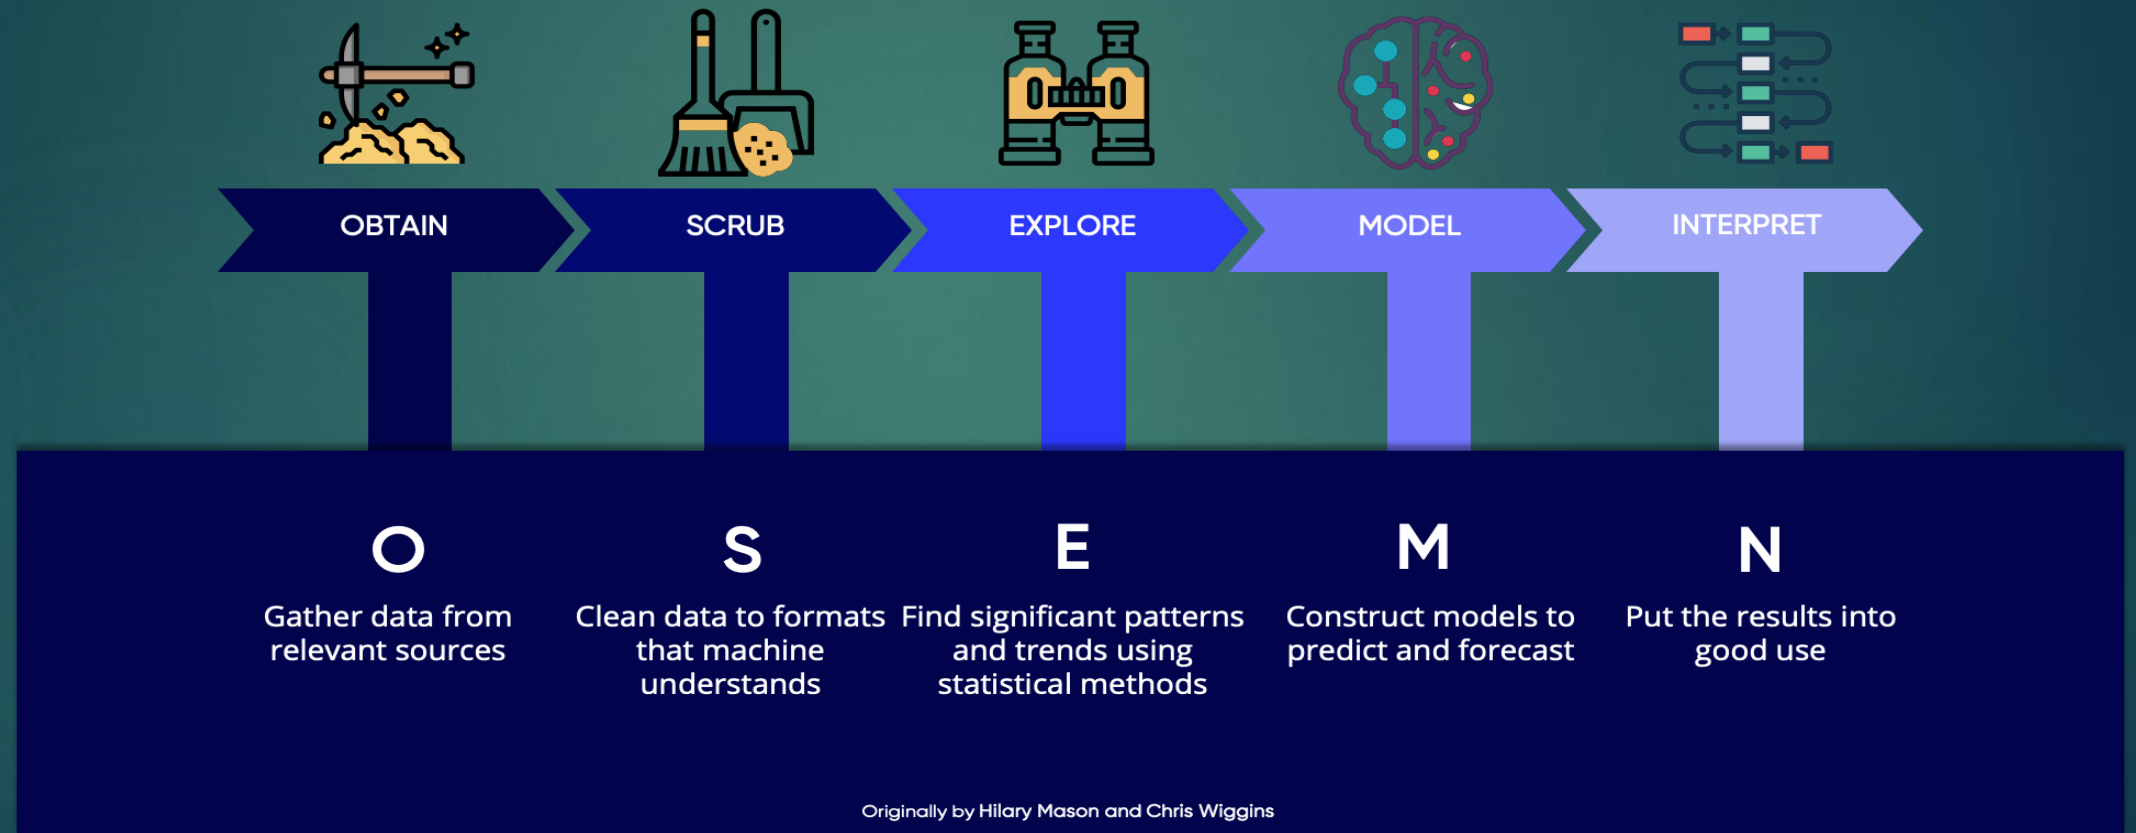 OBTAIN
SCRUB
EXPLORE
MODEL
INTERPRET
O
Gather data from
relevant sources
S
Clean data to formats
that machine
understands
E
Find significant patterns
and trends using
statistical methods
M
Construct models to
predict and forecast
N
Put the results into
good use
Originally by Hilary Mason and Chris Wiggins